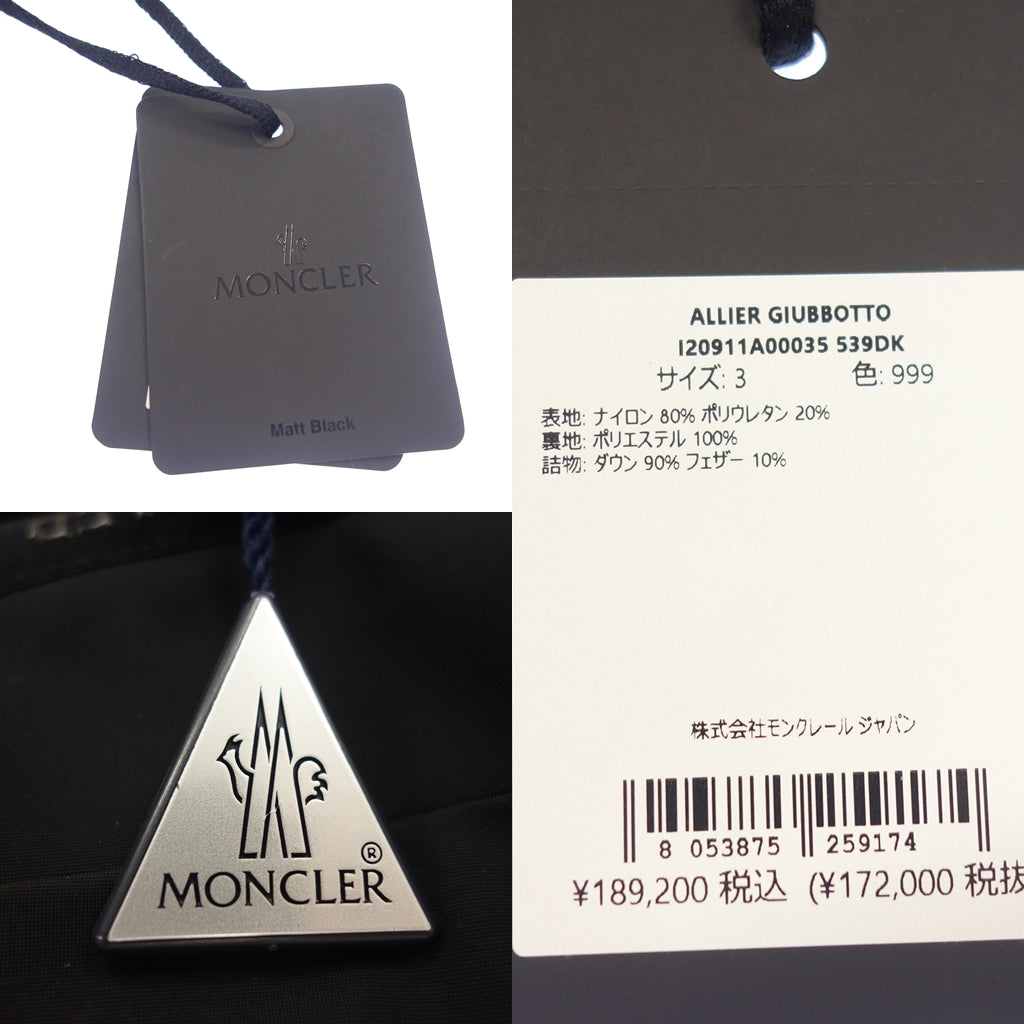 MONCLER
Matt Black
ALLIER GIUBBOTTO
I20911A00035 539DK
サイズ: 3 色: 999
表地: ナイロン 80% ポリウレタン 20%
裏地: ポリエステル 100%
詰物: ダウン 90% フェザー 10%
株式会社モンクレール ジャパン
8 053875 259174
¥189,200 税込 (¥172,000 税抜
MONCLER®